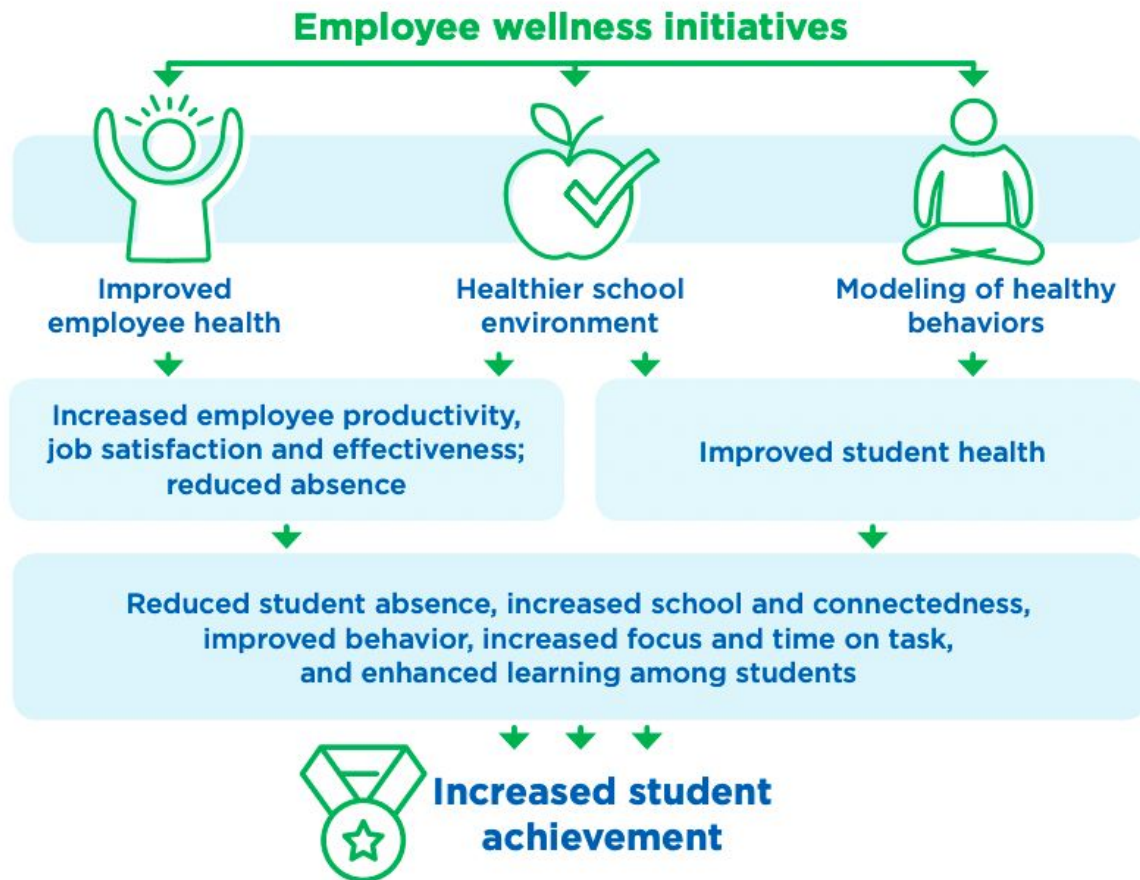 Employee wellness initiatives
Improved
employee health
Healthier school
environment
Modeling of healthy
behaviors
Increased employee productivity,
job satisfaction and effectiveness;
reduced absence
Improved student health
Reduced student absence, increased school and connectedness,
improved behavior, increased focus and time on task,
and enhanced learning among students
Increased student
achievement